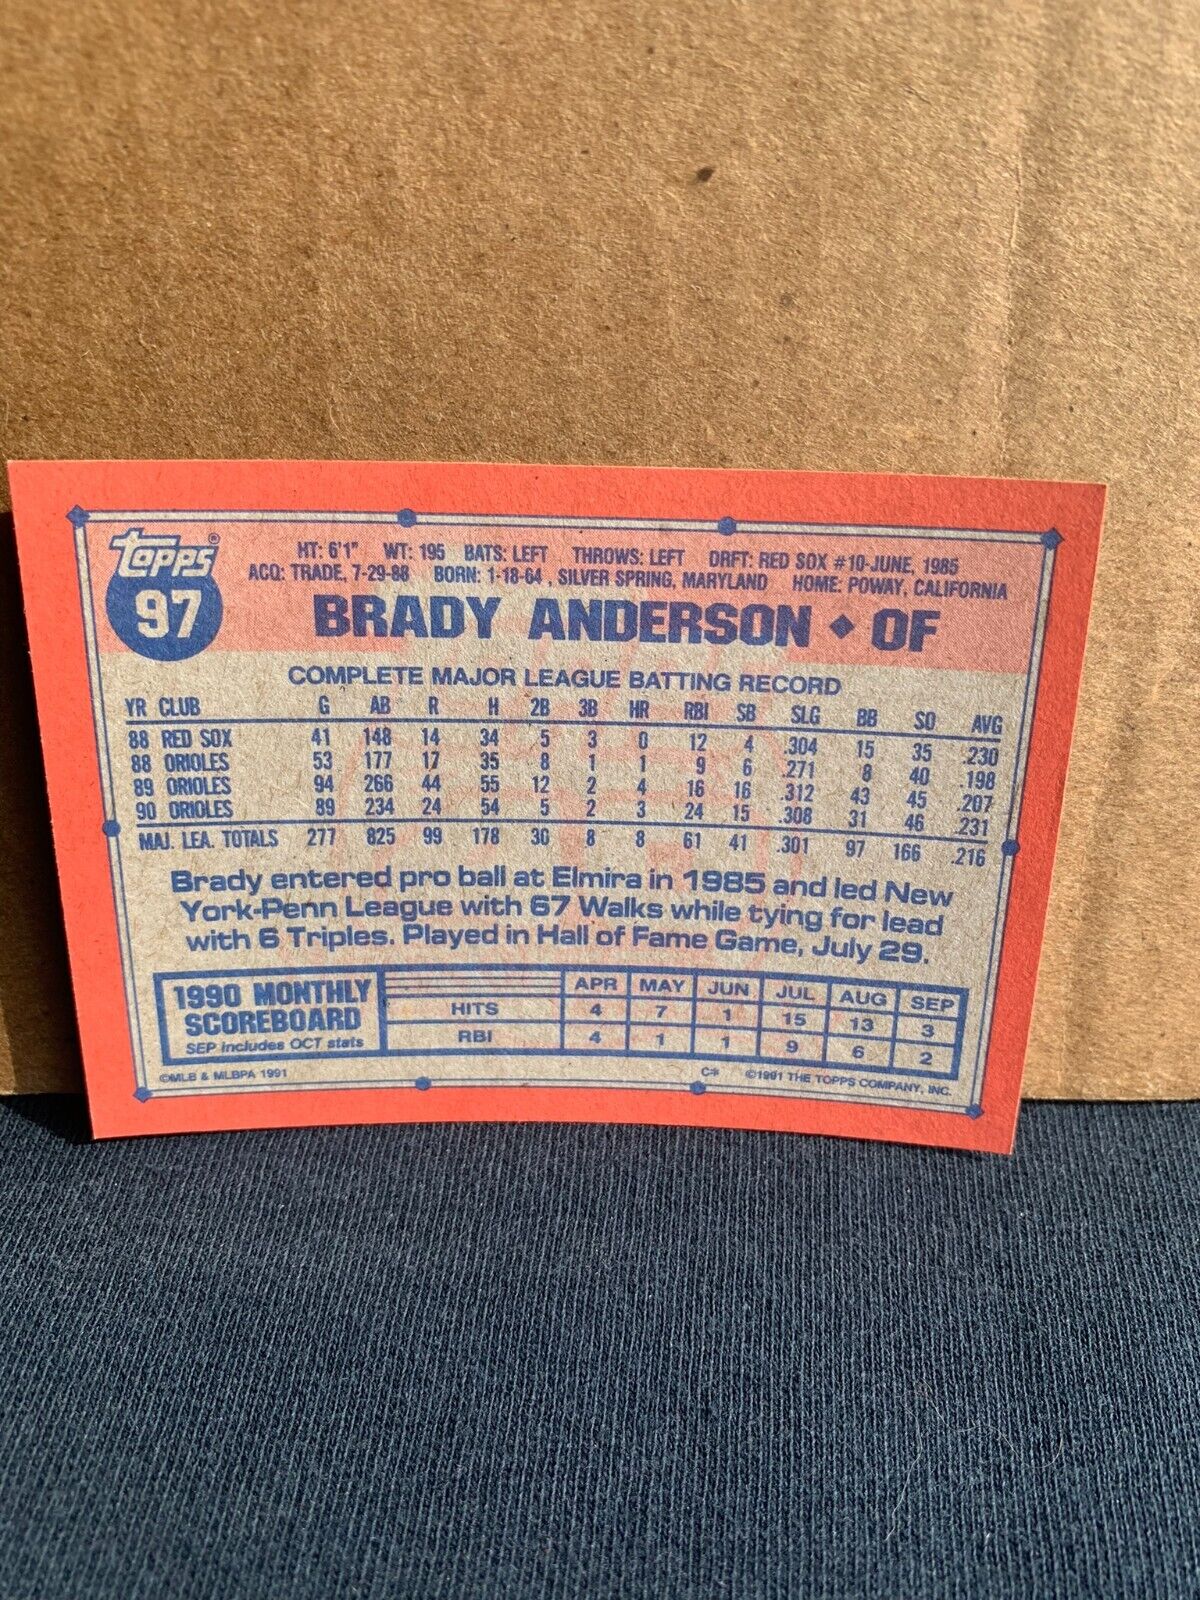 topps®
97
HT: 6'1" WT: 195 BATS: LEFT THROWS: LEFT DRFT: RED SOX #10-JUNE, 1985
ACQ: TRADE, 7-29-88 BORN: 1-18-64 , SILVER SPRING, MARYLAND HOME: POWAY, CALIFORNIA
BRADY ANDERSON ◆ OF
COMPLETE MAJOR LEAGUE BATTING RECORD
YR CLUB G AB R H 2B 3B HR RBI SB SLG BB SO AVG
88 RED SOX 41 148 14 34 5 3 0 12 4 .304 15 35 .230
88 ORIOLES 53 177 17 35 8 1 1 9 6 .271 8 40 .198
89 ORIOLES 94 266 44 55 12 2 4 16 16 .312 43 45 .207
90 ORIOLES 89 234 24 54 5 2 3 24 15 .308 31 46 .231
MAJ. LEA. TOTALS 277 825 99 178 30 8 8 61 41 .301 97 166 .216
Brady entered pro ball at Elmira in 1985 and led New
York-Penn League with 67 Walks while tying for lead
with 6 Triples. Played in Hall of Fame Game, July 29.
1990 MONTHLY
SCOREBOARD
SEP includes OCT stats
APR MAY JUN JUL AUG SEP
HITS 4 7 1 15 13 3
RBI 4 1 1 9 6 2
©MLB & MLBPA 1991 C* ©1991 THE TOPPS COMPANY, INC.